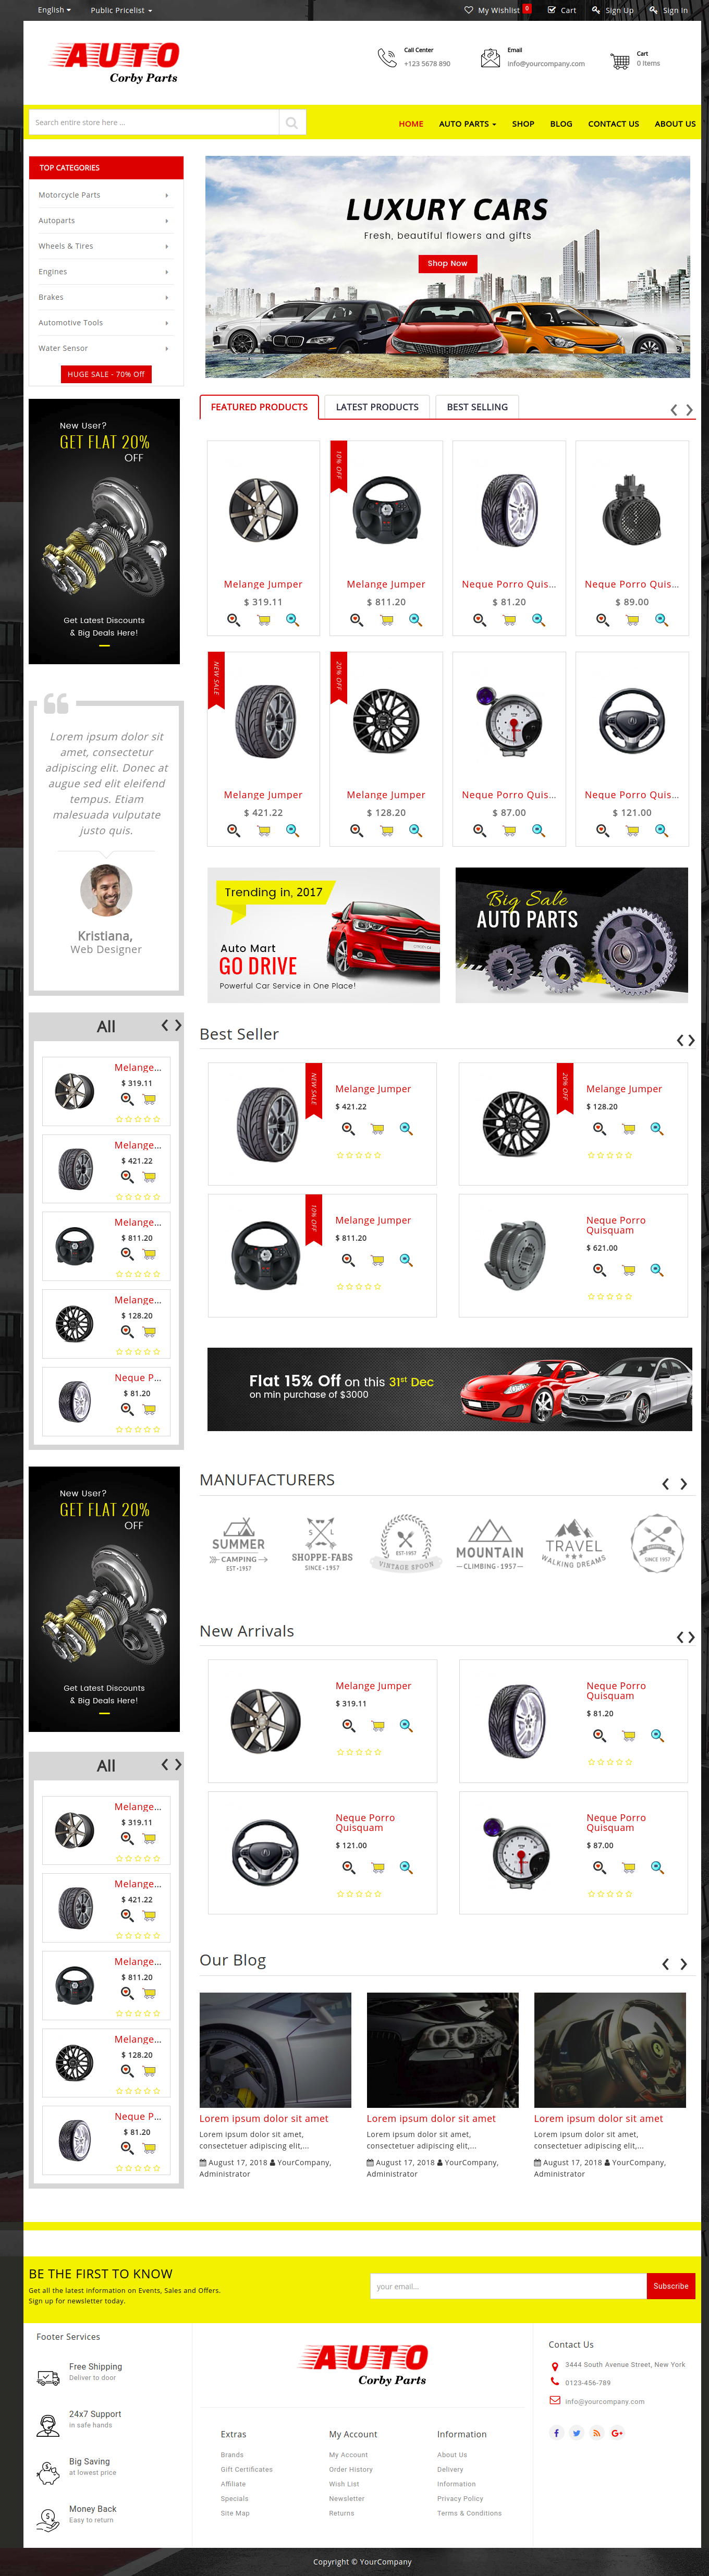 English
Public Pricelist
My Wishlist 0
Cart
Sign Up
Sign In
AUTO
Corby Parts
Call Center
+123 5678 890
Email
info@yourcompany.com
Cart
0 items
Search entire store here ...
HOME
AUTO PARTS
SHOP
BLOG
CONTACT US
ABOUT US
TOP CATEGORIES
Motorcycle Parts
Autoparts
Wheels & Tires
Engines
Brakes
Automotive Tools
Water Sensor
HUGE SALE - 70% Off
LUXURY CARS
Fresh, beautiful flowers and gifts
Shop Now
New User?
GET FLAT 20%
OFF
Get Latest Discounts
& Big Deals Here!
FEATURED PRODUCTS
LATEST PRODUCTS
BEST SELLING
Melange Jumper
$ 319.11
10% OFF
Melange Jumper
$ 811.20
Neque Porro Quis...
$ 81.20
Neque Porro Quis...
$ 89.00
NEW SALE
Melange Jumper
$ 421.22
20% OFF
Melange Jumper
$ 128.20
Neque Porro Quis...
$ 87.00
Neque Porro Quis...
$ 121.00
Lorem ipsum dolor sit
amet, consectetur
adipiscing elit. Donec at
augue sed elit eleifend
tempus. Etiam
malesuada vulputate
justo quis.
Kristiana,
Web Designer
Trending in, 2017
Auto Mart
GO DRIVE
Powerful Car Service in One Place!
Big Sale
AUTO PARTS
All
Melange...
$ 319.11
Melange...
$ 421.22
Melange...
$ 811.20
Melange...
$ 128.20
Neque P...
$ 81.20
Best Seller
NEW SALE
Melange Jumper
$ 421.22
20% OFF
Melange Jumper
$ 128.20
10% OFF
Melange Jumper
$ 811.20
Neque Porro
Quisquam
$ 621.00
Flat 15% Off on this 31st Dec
on min purchase of $3000
New User?
GET FLAT 20%
OFF
Get Latest Discounts
& Big Deals Here!
MANUFACTURERS
SUMMER
CAMPING
EST•1957
S L
SHOPPE-FABS
SINCE•1957
EST-1957
VINTAGE SPOON
MOUNTAIN
—CLIMBING•1957—
TRAVEL
WALKING DREAMS
SINCE 1957
New Arrivals
Melange Jumper
$ 319.11
Neque Porro
Quisquam
$ 81.20
Neque Porro
Quisquam
$ 121.00
Neque Porro
Quisquam
$ 87.00
All
Melange...
$ 319.11
Melange...
$ 421.22
Melange...
$ 811.20
Melange...
$ 128.20
Neque P...
$ 81.20
Our Blog
Lorem ipsum dolor sit amet
Lorem ipsum dolor sit amet,
consectetuer adipiscing elit,...
August 17, 2018 YourCompany,
Administrator
Lorem ipsum dolor sit amet
Lorem ipsum dolor sit amet,
consectetuer adipiscing elit,...
August 17, 2018 YourCompany,
Administrator
Lorem ipsum dolor sit amet
Lorem ipsum dolor sit amet,
consectetuer adipiscing elit,...
August 17, 2018 YourCompany,
Administrator
BE THE FIRST TO KNOW
Get all the latest information on Events, Sales and Offers.
Sign up for newsletter today.
your email...
Subscribe
Footer Services
Free Shipping
Deliver to door
24x7 Support
in safe hands
Big Saving
at lowest price
Money Back
Easy to return
AUTO
Corby Parts
Extras
Brands
Gift Certificates
Affiliate
Specials
Site Map
My Account
My Account
Order History
Wish List
Newsletter
Returns
Information
About Us
Delivery
Information
Privacy Policy
Terms & Conditions
Contact Us
3444 South Avenue Street, New York
0123-456-789
info@yourcompany.com
Copyright © YourCompany